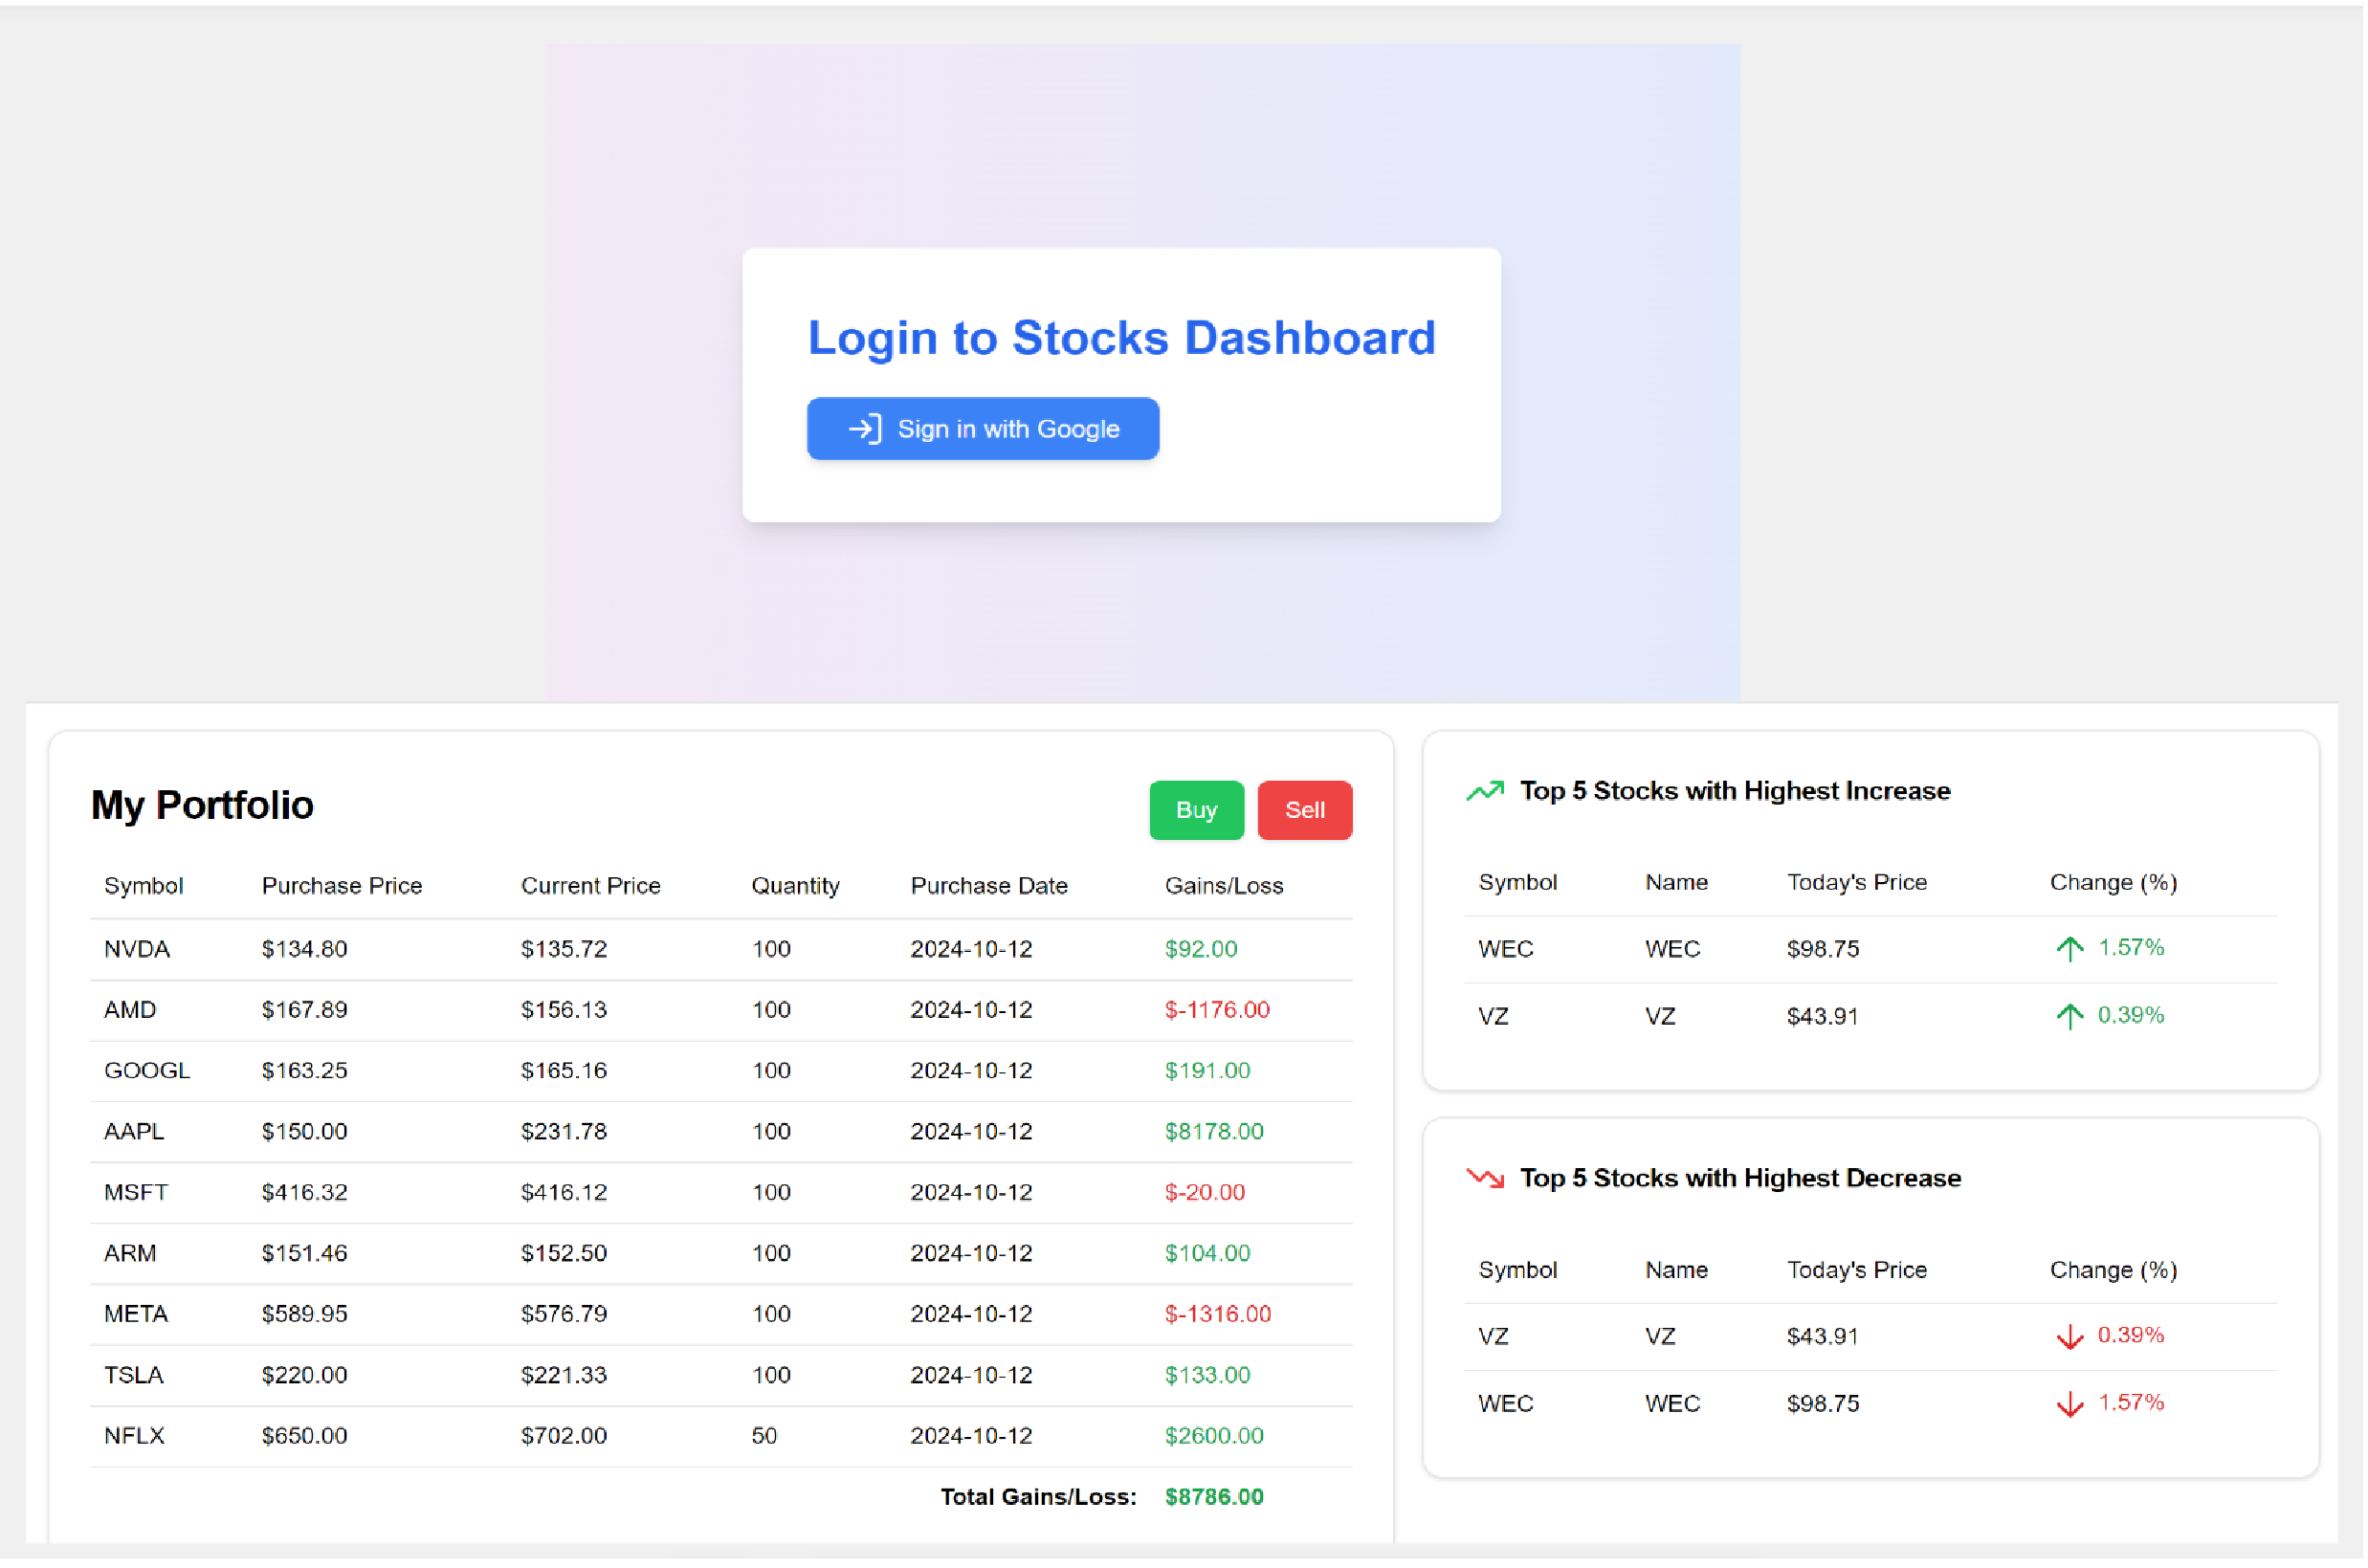 Login to Stocks Dashboard
Sign in with Google
My Portfolio
Buy Sell
Symbol Purchase Price Current Price Quantity Purchase Date Gains/Loss
NVDA $134.80 $135.72 100 2024-10-12 $92.00
AMD $167.89 $156.13 100 2024-10-12 $-1176.00
GOOGL $163.25 $165.16 100 2024-10-12 $191.00
AAPL $150.00 $231.78 100 2024-10-12 $8178.00
MSFT $416.32 $416.12 100 2024-10-12 $-20.00
ARM $151.46 $152.50 100 2024-10-12 $104.00
META $589.95 $576.79 100 2024-10-12 $-1316.00
TSLA $220.00 $221.33 100 2024-10-12 $133.00
NFLX $650.00 $702.00 50 2024-10-12 $2600.00
Total Gains/Loss: $8786.00
Top 5 Stocks with Highest Increase
Symbol Name Today's Price Change (%)
WEC WEC $98.75 ↑ 1.57%
VZ VZ $43.91 ↑ 0.39%
Top 5 Stocks with Highest Decrease
Symbol Name Today's Price Change (%)
VZ VZ $43.91 ↓ 0.39%
WEC WEC $98.75 ↓ 1.57%